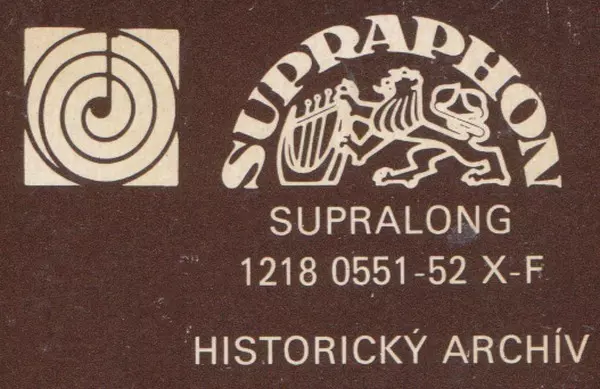 SUPRAPHON
SUPRALONG
1218 0551-52 X-F
HISTORICKÝ ARCHÍV